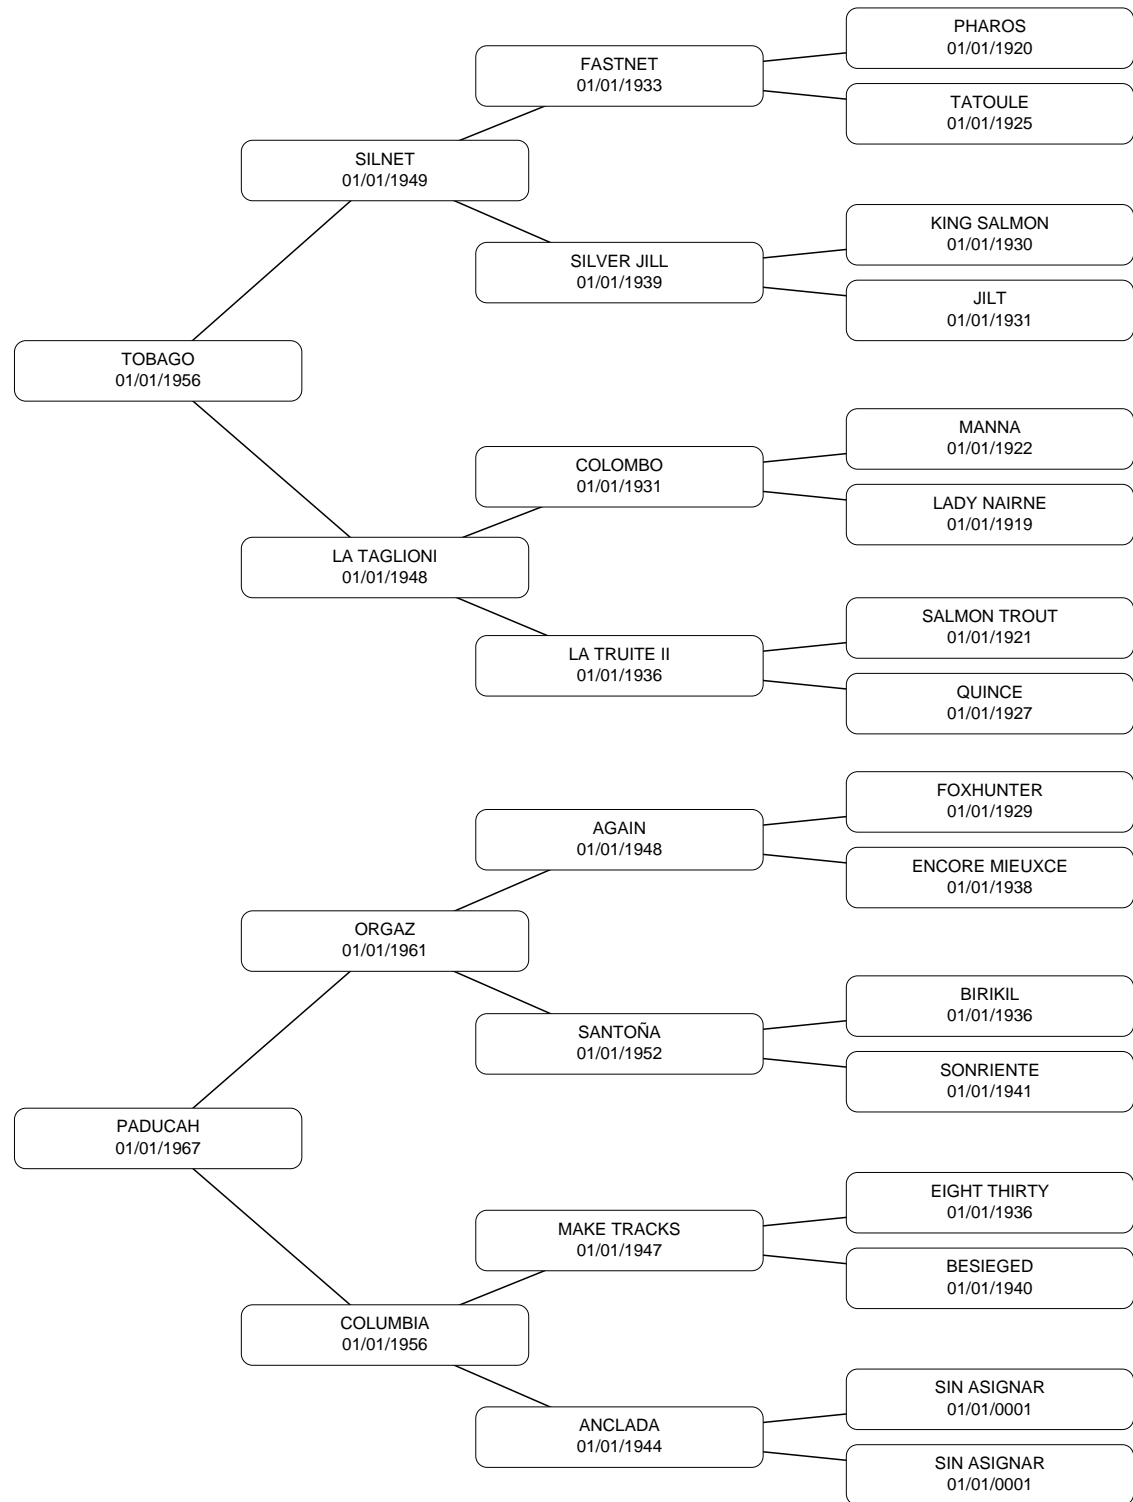 PHAROS
01/01/1920
FASTNET
01/01/1933
TATOULE
01/01/1925
SILNET
01/01/1949
KING SALMON
01/01/1930
SILVER JILL
01/01/1939
JILT
01/01/1931
TOBAGO
01/01/1956
MANNA
01/01/1922
COLOMBO
01/01/1931
LADY NAIRNE
01/01/1919
LA TAGLIONI
01/01/1948
SALMON TROUT
01/01/1921
LA TRUITE II
01/01/1936
QUINCE
01/01/1927
FOXHUNTER
01/01/1929
AGAIN
01/01/1948
ENCORE MIEUXCE
01/01/1938
ORGAZ
01/01/1961
BIRIKIL
01/01/1936
SANTOÑA
01/01/1952
SONRIENTE
01/01/1941
PADUCAH
01/01/1967
EIGHT THIRTY
01/01/1936
MAKE TRACKS
01/01/1947
BESIEGED
01/01/1940
COLUMBIA
01/01/1956
SIN ASIGNAR
01/01/0001
ANCLADA
01/01/1944
SIN ASIGNAR
01/01/0001